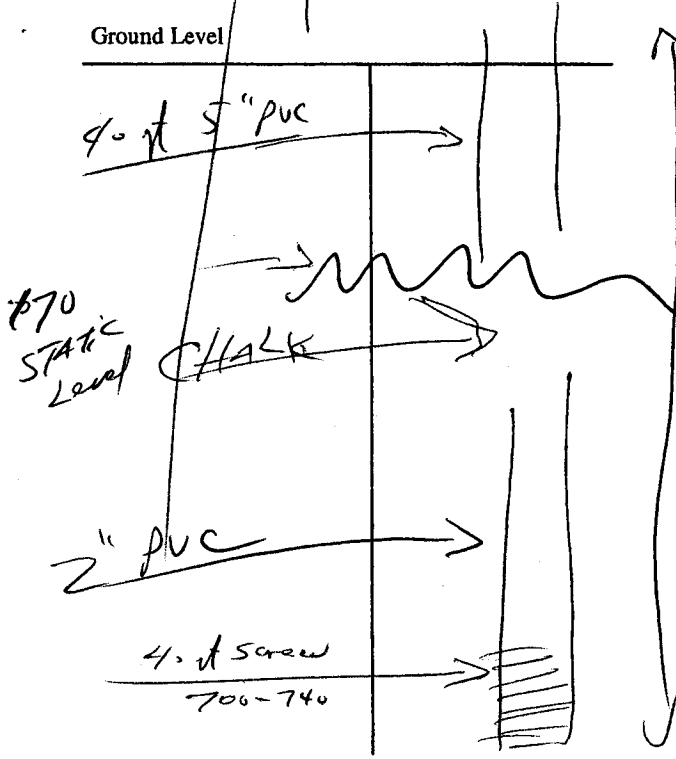 Ground Level
40 ft 5" PVC
STATIC
Level
CHALK
2" PVC
40 ft Screen
700-740